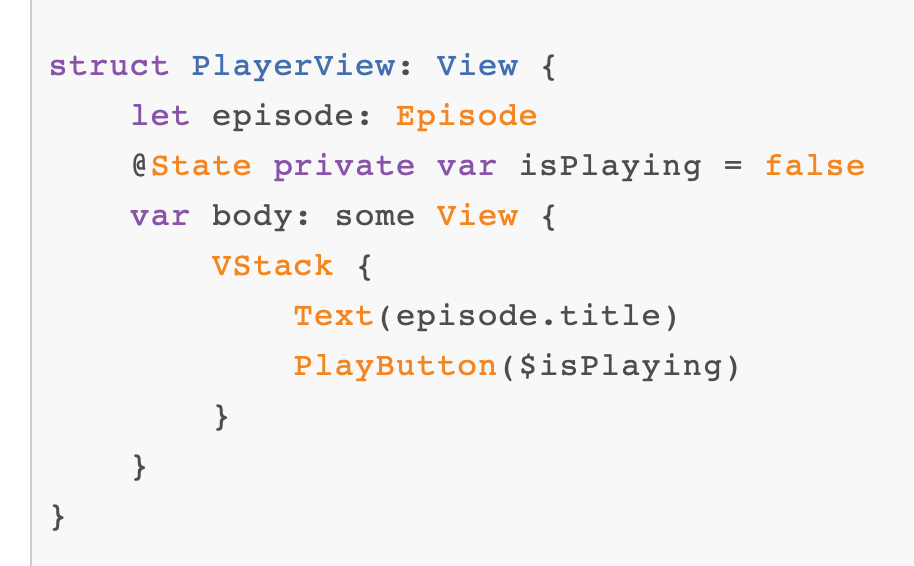 struct PlayerView: View {
    let episode: Episode
    @State private var isPlaying = false
    var body: some View {
        VStack {
            Text(episode.title)
            PlayButton($isPlaying)
        }
    }
}